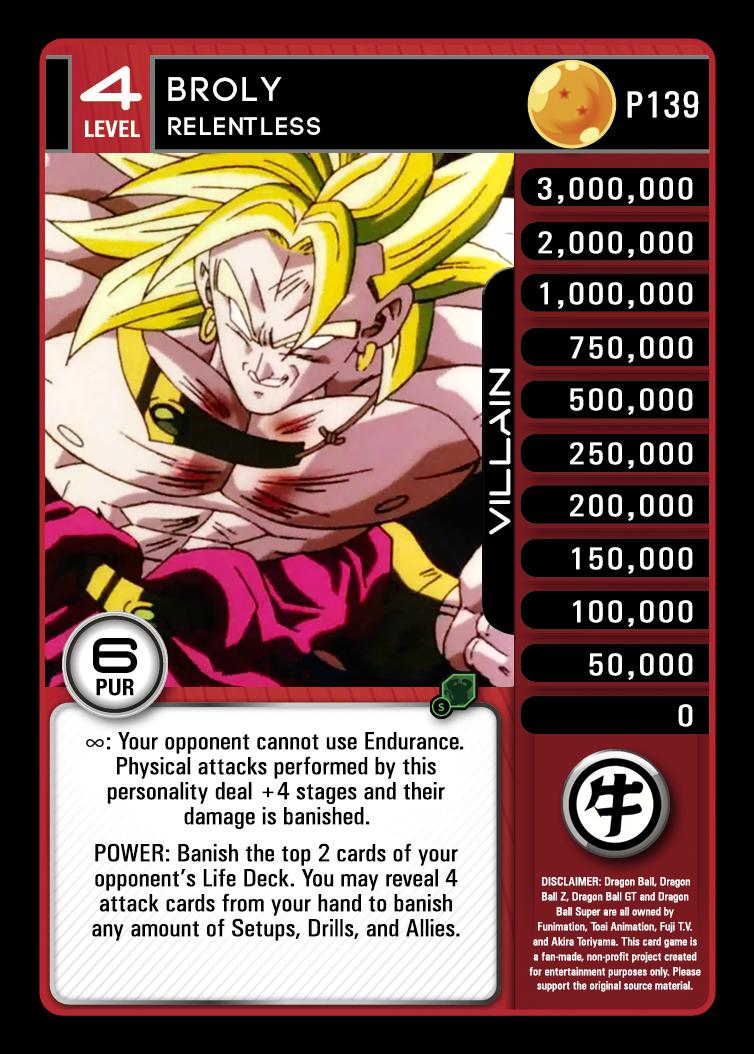 4
LEVEL
BROLY
RELENTLESS
P139
3,000,000
2,000,000
1,000,000
750,000
500,000
250,000
200,000
150,000
100,000
50,000
0
VILLAIN
6
PUR
S
∞: Your opponent cannot use Endurance.
Physical attacks performed by this
personality deal +4 stages and their
damage is banished.
POWER: Banish the top 2 cards of your
opponent's Life Deck. You may reveal 4
attack cards from your hand to banish
any amount of Setups, Drills, and Allies.
牛
DISCLAIMER: Dragon Ball, Dragon
Ball Z, Dragon Ball GT and Dragon
Ball Super are all owned by
Funimation, Toei Animation, Fuji T.V.
and Akira Toriyama. This card game is
a fan-made, non-profit project created
for entertainment purposes only. Please
support the original source material.